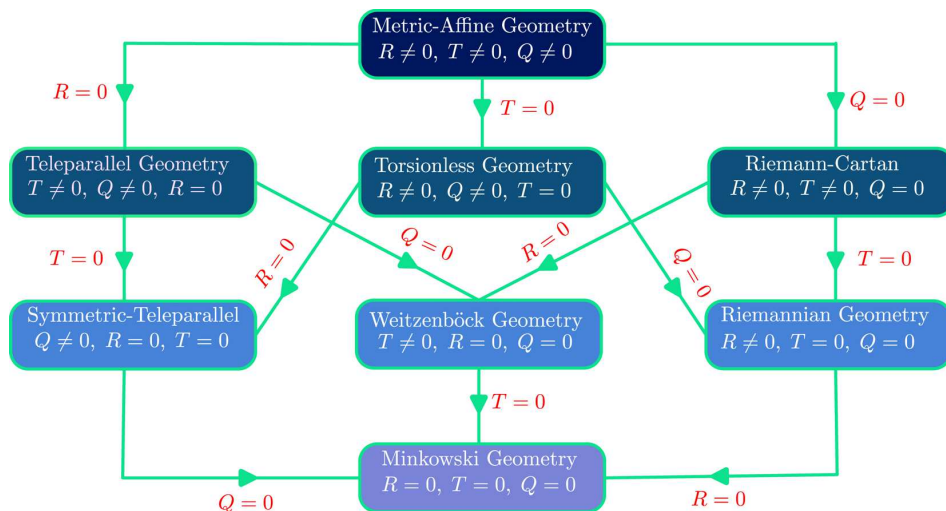 Metric-Affine Geometry
R ≠ 0, T ≠ 0, Q ≠ 0
R = 0
T = 0
Q = 0
Teleparallel Geometry
T ≠ 0, Q ≠ 0, R = 0
Torsionless Geometry
R ≠ 0, Q ≠ 0, T = 0
Riemann-Cartan
R ≠ 0, T ≠ 0, Q = 0
T = 0
R = 0
Q = 0
R = 0
Q = 0
T = 0
Symmetric-Teleparallel
Q ≠ 0, R = 0, T = 0
Weitzenböck Geometry
T ≠ 0, R = 0, Q = 0
Riemannian Geometry
R ≠ 0, T = 0, Q = 0
T = 0
Minkowski Geometry
R = 0, T = 0, Q = 0
Q = 0
R = 0